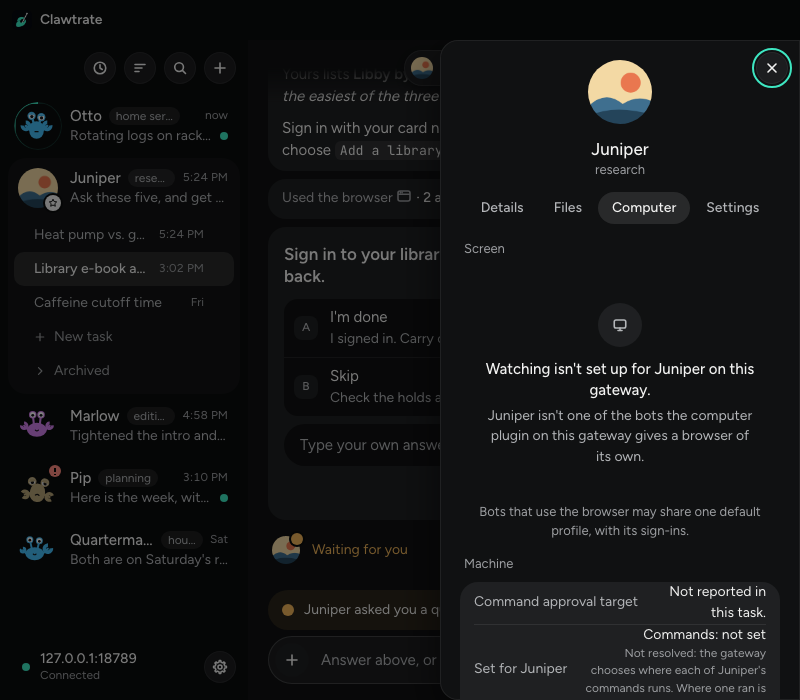 Clawtrate
Otto home ser... now
Rotating logs on rack...
Juniper rese... 5:24 PM
Ask these five, and get ...
Heat pump vs. g... 5:24 PM
Library e-book a... 3:02 PM
Caffeine cutoff time Fri
+ New task
> Archived
Marlow editi... 4:58 PM
Tightened the intro and...
Pip planning 3:10 PM
Here is the week, wit...
Quarterma... hou... Sat
Both are on Saturday's r...
127.0.0.1:18789
Connected
Yours lists Libby by
the easiest of the three
Sign in with your card n
choose Add a library
Used the browser · 2 a
Sign in to your librar
back.
A I'm done
I signed in. Carry o
B Skip
Check the holds a
Type your own answe
Waiting for you
Juniper asked you a q
+ Answer above, or
Juniper
research
Details Files Computer Settings
Screen
Watching isn't set up for Juniper on this
gateway.
Juniper isn't one of the bots the computer
plugin on this gateway gives a browser of
its own.
Bots that use the browser may share one default
profile, with its sign-ins.
Machine
Command approval target Not reported in
this task.
Commands: not set
Set for Juniper Not resolved: the gateway
chooses where each of Juniper's
commands runs. Where one ran is